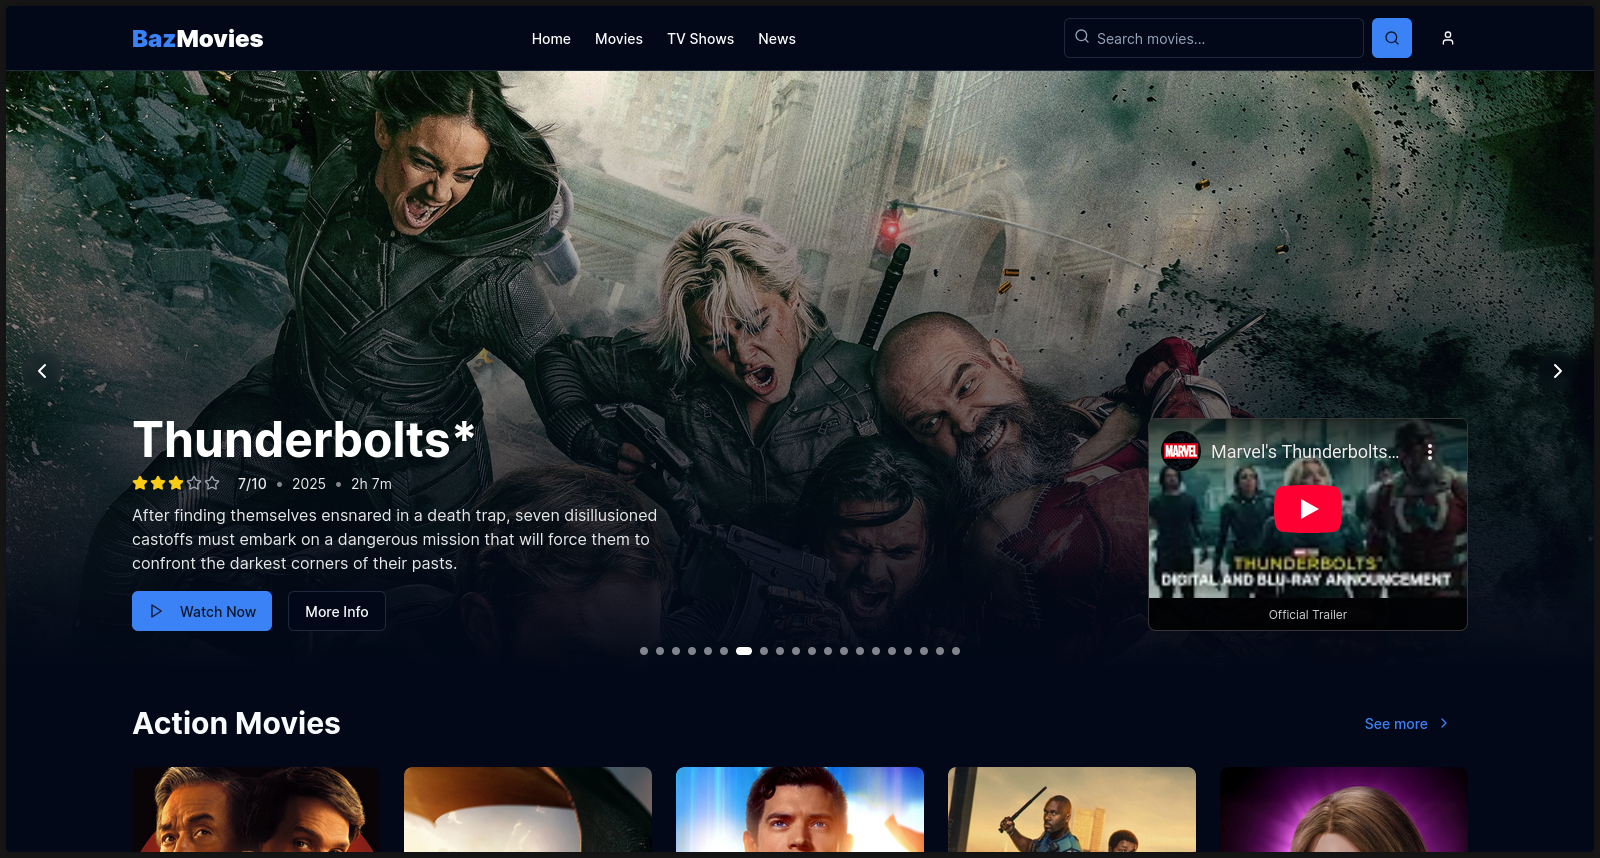 BazMovies
Home
Movies
TV Shows
News
Search movies...
Thunderbolts*
7/10 • 2025 • 2h 7m
After finding themselves ensnared in a death trap, seven disillusioned
castoffs must embark on a dangerous mission that will force them to
confront the darkest corners of their pasts.
Watch Now
More Info
MARVEL
Marvel's Thunderbolts...
THUNDERBOLTS*
DIGITAL AND BLU-RAY ANNOUNCEMENT
Official Trailer
Action Movies
See more